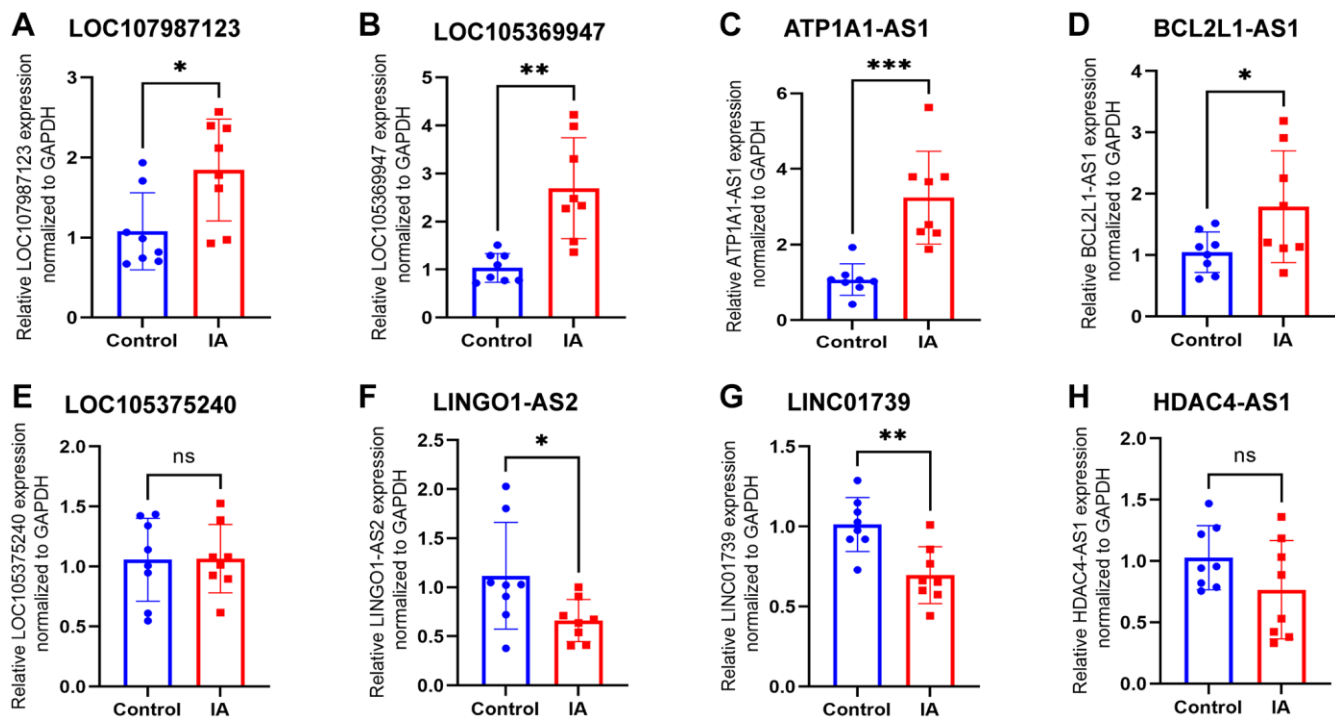 A LOC107987123
*
Relative LOC107987123 expression
normalized to GAPDH
3
2
1
0
Control IA
B LOC105369947
**
Relative LOC105369947 expression
normalized to GAPDH
5
4
3
2
1
0
Control IA
C ATP1A1-AS1
***
Relative ATP1A1-AS1 expression
normalized to GAPDH
6
4
2
0
Control IA
D BCL2L1-AS1
*
Relative BCL2L1-AS1 expression
normalized to GAPDH
4
3
2
1
0
Control IA
E LOC105375240
ns
Relative LOC105375240 expression
normalized to GAPDH
2.0
1.5
1.0
0.5
0.0
Control IA
F LINGO1-AS2
*
Relative LINGO1-AS2 expression
normalized to GAPDH
2.5
2.0
1.5
1.0
0.5
0.0
Control IA
G LINC01739
**
Relative LINC01739 expression
normalized to GAPDH
1.5
1.0
0.5
0.0
Control IA
H HDAC4-AS1
ns
Relative HDAC4-AS1 expression
normalized to GAPDH
2.0
1.5
1.0
0.5
0.0
Control IA